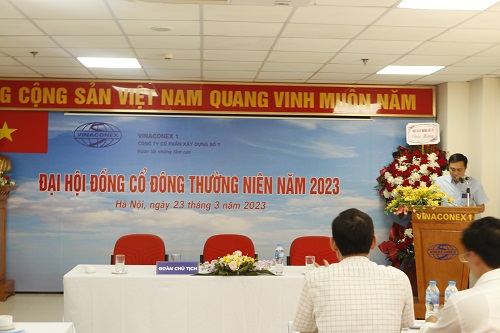 G CỘNG SẢN VIỆT NAM QUANG VINH MUÔN NĂM
VINACONEX
VINACONEX 1
CÔNG TY CỔ PHẦN XÂY DỰNG SỐ 1
ĐẠI HỘI ĐỒNG CỔ ĐÔNG THƯỜNG NIÊN NĂM 2023
Hà Nội, ngày 23 tháng 3 năm 2023
VINACONEX 1
ĐOÀN CHỦ TỊCH